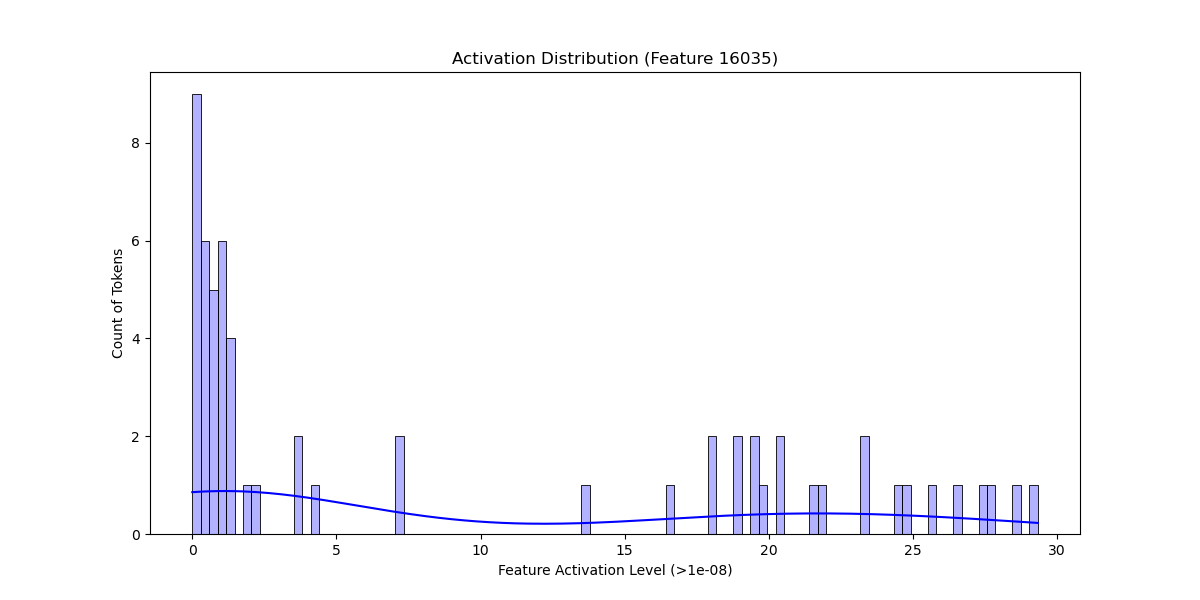 Activation Distribution (Feature 16035)
Count of Tokens
8
6
4
2
0
0 5 10 15 20 25 30
Feature Activation Level (>1e-08)